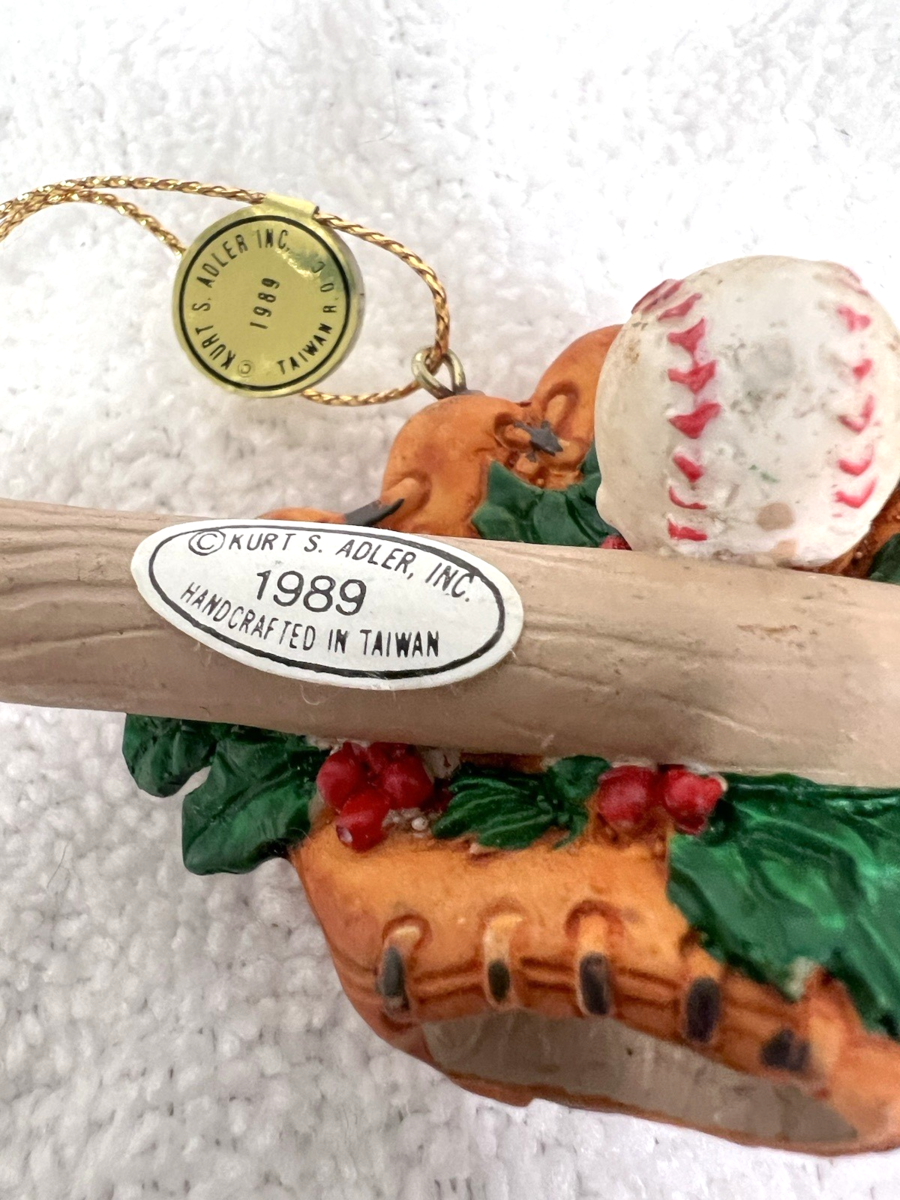 © KURT S. ADLER INC.
1989
TAIWAN R.O.C.
© KURT S. ADLER, INC.
1989
HANDCRAFTED IN TAIWAN